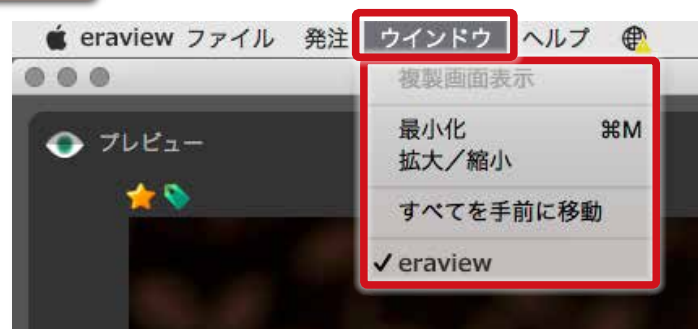 eraview ファイル 発注 ウインドウ ヘルプ
複製画面表示
プレビュー
最小化 ⌘M
拡大／縮小
すべてを手前に移動
✓ eraview